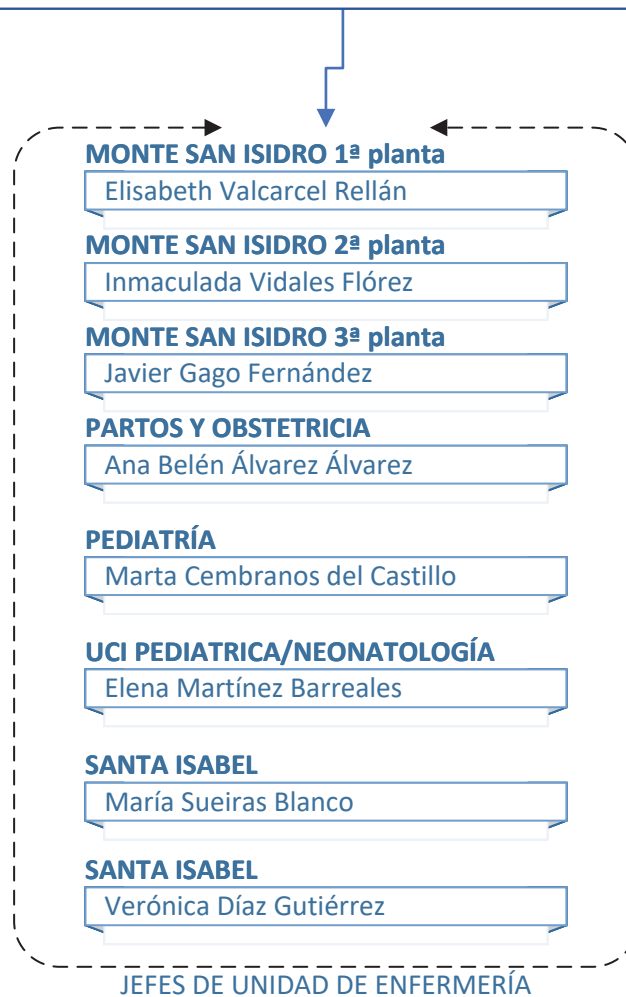 MONTE SAN ISIDRO 1ª planta
Elisabeth Valcarcel Rellán
MONTE SAN ISIDRO 2ª planta
Inmaculada Vidales Flórez
MONTE SAN ISIDRO 3ª planta
Javier Gago Fernández
PARTOS Y OBSTETRICIA
Ana Belén Álvarez Álvarez
PEDIATRÍA
Marta Cembranos del Castillo
UCI PEDIATRICA/NEONATOLOGÍA
Elena Martínez Barreales
SANTA ISABEL
María Sueiras Blanco
SANTA ISABEL
Verónica Díaz Gutiérrez
JEFES DE UNIDAD DE ENFERMERÍA